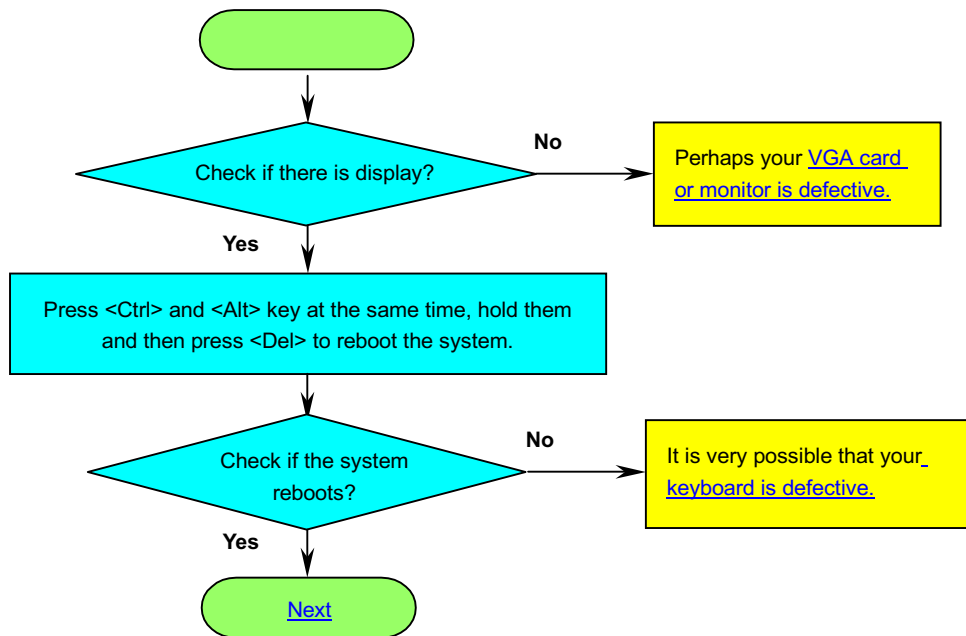 No
Check if there is display?
Perhaps your VGA card
or monitor is defective.
Yes
Press <Ctrl> and <Alt> key at the same time, hold them
and then press <Del> to reboot the system.
No
Check if the system
reboots?
It is very possible that your
keyboard is defective.
Yes
Next